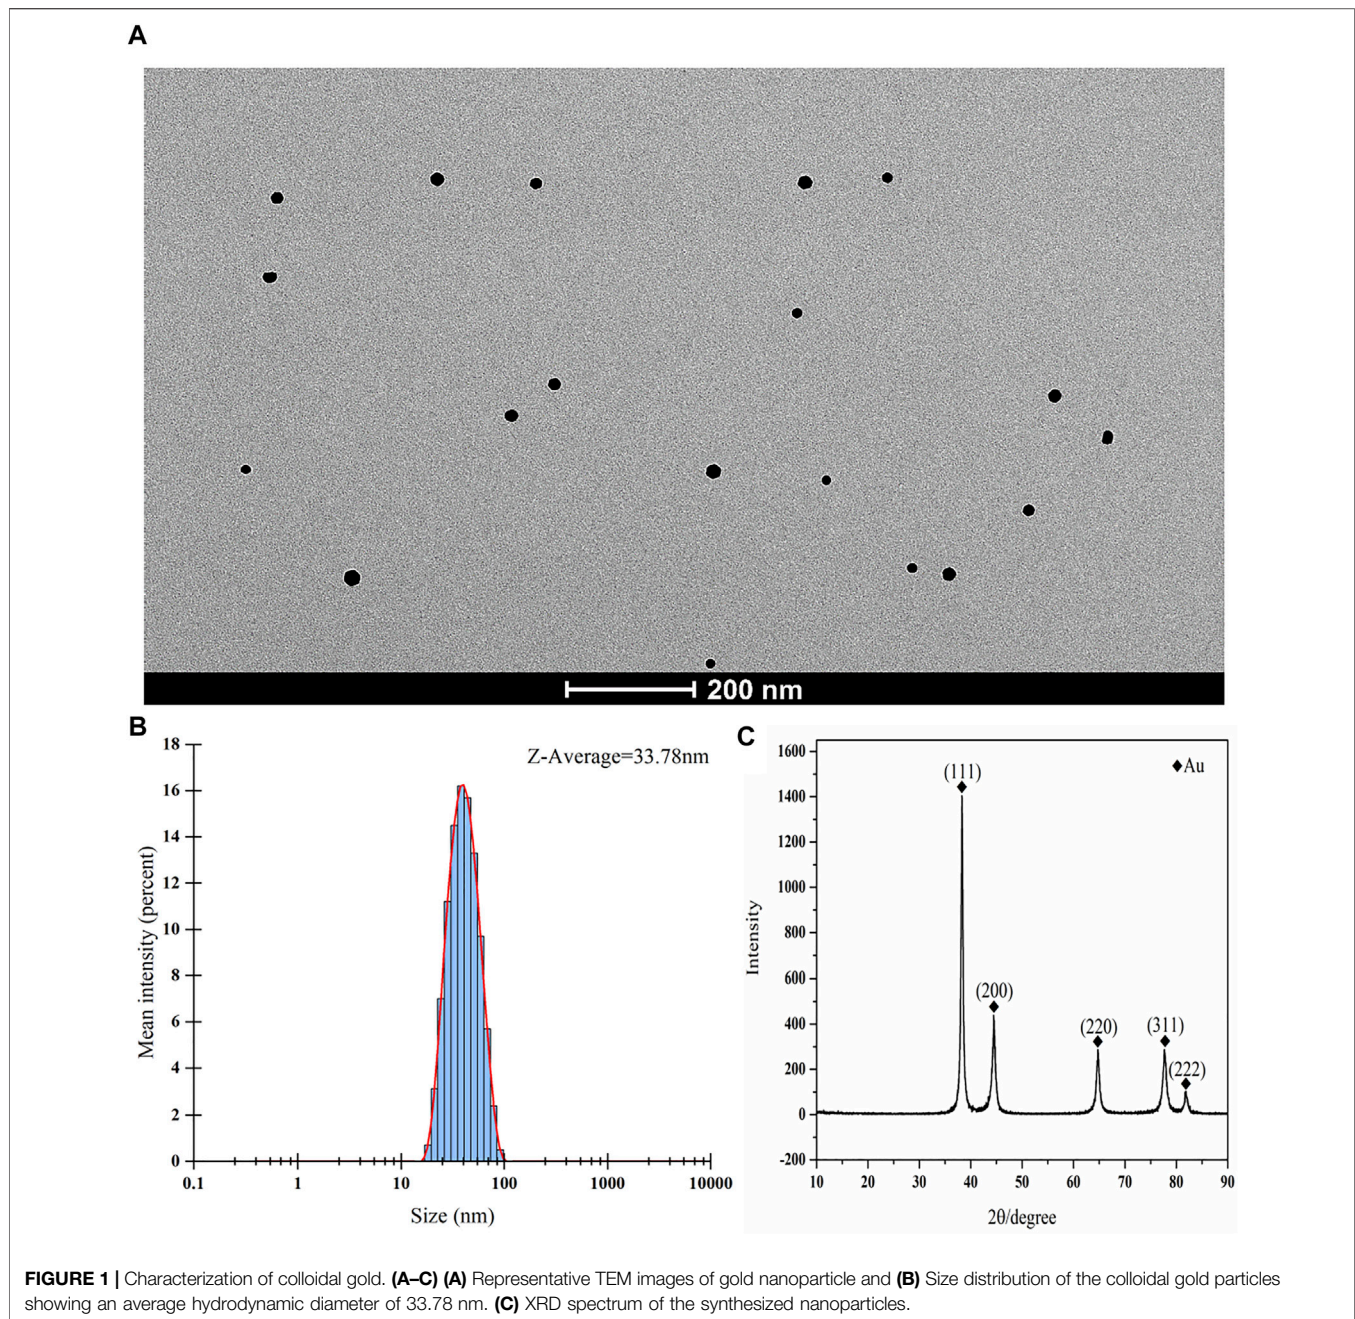 A
200 nm
B
Z-Average=33.78nm
18
16
14
12
10
8
6
4
2
0
Mean intensity (percent)
0.1 1 10 100 1000 10000
Size (nm)
C
1600
1400
1200
1000
800
600
400
200
0
-200
Intensity
◆Au
(111)
(200)
(220)
(311)
(222)
10 20 30 40 50 60 70 80 90
2θ/degree
FIGURE 1 | Characterization of colloidal gold. (A–C) (A) Representative TEM images of gold nanoparticle and (B) Size distribution of the colloidal gold particles
showing an average hydrodynamic diameter of 33.78 nm. (C) XRD spectrum of the synthesized nanoparticles.